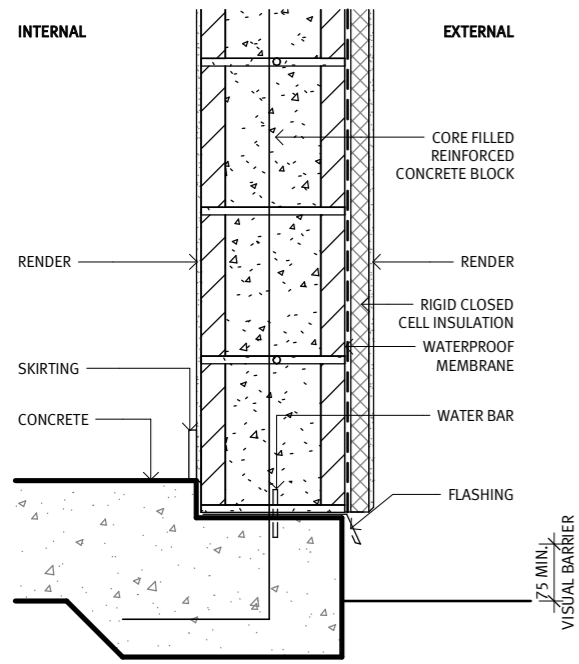 INTERNAL
EXTERNAL
CORE FILLED
REINFORCED
CONCRETE BLOCK
RENDER
RENDER
RIGID CLOSED
CELL INSULATION
WATERPROOF
MEMBRANE
SKIRTING
WATER BAR
CONCRETE
FLASHING
75 MIN.
VISUAL BARRIER